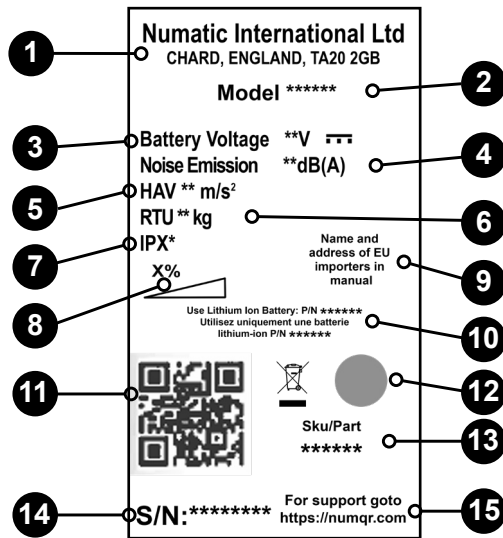 Numatic International Ltd
1 CHARD, ENGLAND, TA20 2GB
Model ****** 2
3 Battery Voltage **V
Noise Emission **dB(A) 4
5 HAV ** m/s²
RTU ** kg 6
7 IPX*
Name and
address of EU
importers in
manual
9
X%
8
Use Lithium Ion Battery: P/N ******
Utilisez uniquement une batterie
lithium-ion P/N ******
10
11
12
Sku/Part
****** 13
14 S/N:********
For support goto
https://numqr.com
15